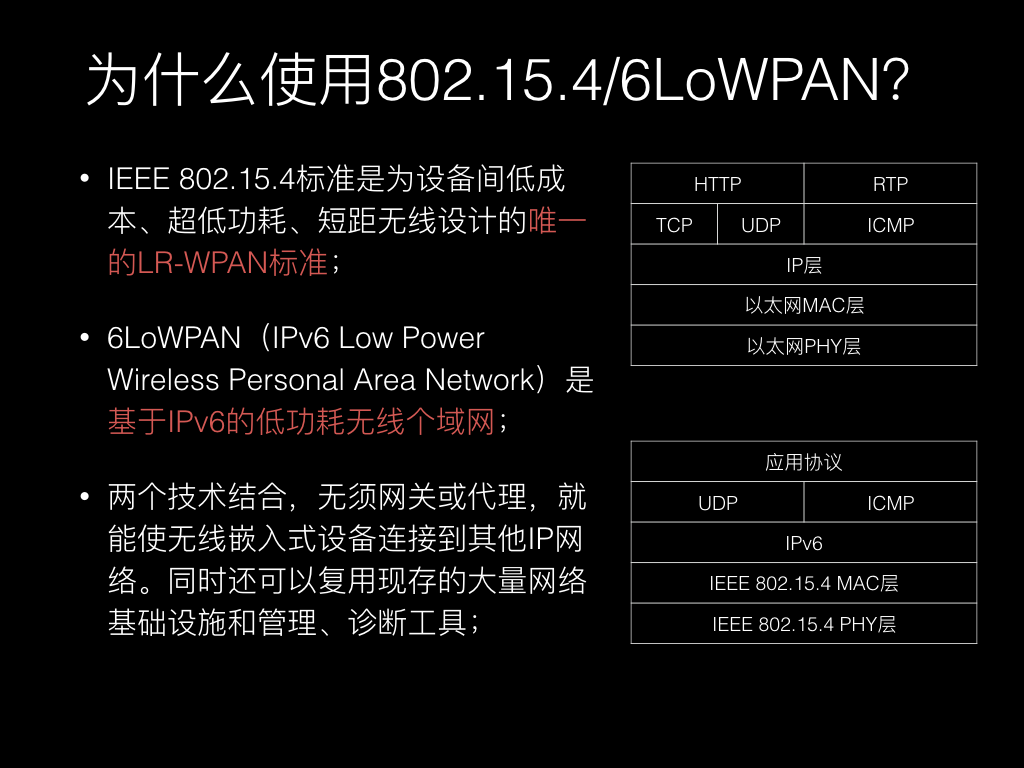 为什么使用802.15.4/6LoWPAN?
• IEEE 802.15.4标准是为设备间低成
本、超低功耗、短距无线设计的唯一
的LR-WPAN标准；
• 6LoWPAN（IPv6 Low Power
Wireless Personal Area Network）是
基于IPv6的低功耗无线个域网；
• 两个技术结合，无须网关或代理，就
能使无线嵌入式设备连接到其他IP网
络。同时还可以复用现存的大量网络
基础设施和管理、诊断工具；
HTTP RTP
TCP UDP ICMP
IP层
以太网MAC层
以太网PHY层
应用协议
UDP ICMP
IPv6
IEEE 802.15.4 MAC层
IEEE 802.15.4 PHY层